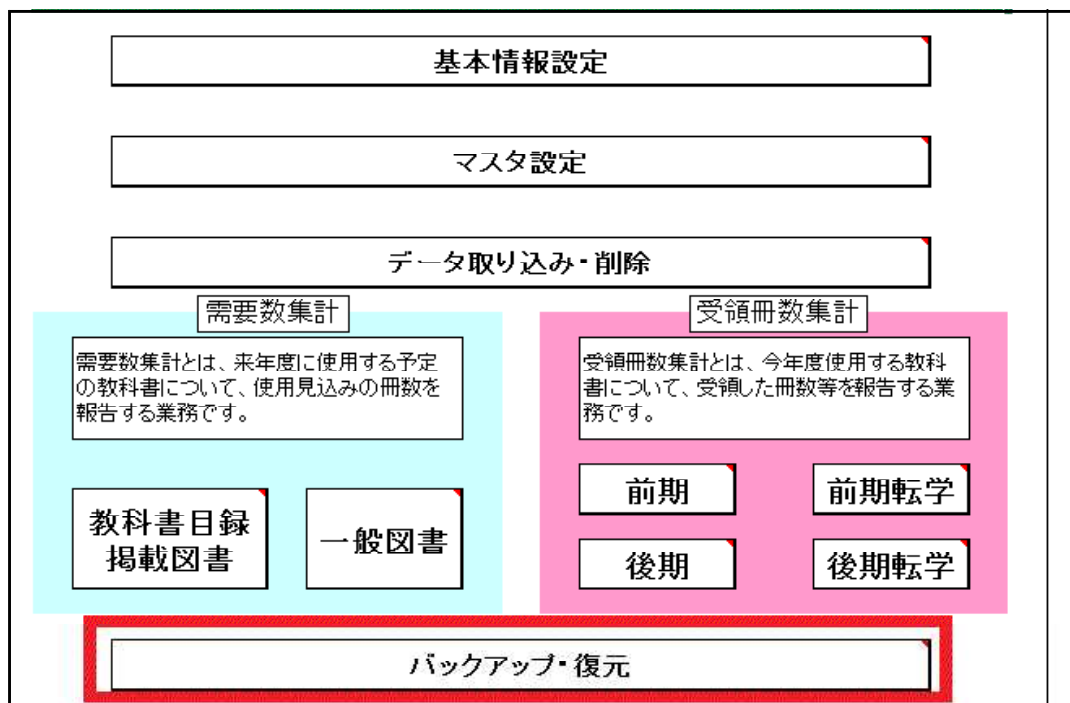 基本情報設定
マスタ設定
データ取り込み・削除
需要数集計
需要数集計とは、来年度に使用する予定
の教科書について、使用見込みの冊数を
報告する業務です。
教科書目録
掲載図書
一般図書
受領冊数集計
受領冊数集計とは、今年度使用する教科
書について、受領した冊数等を報告する業
務です。
前期
前期転学
後期
後期転学
バックアップ・復元